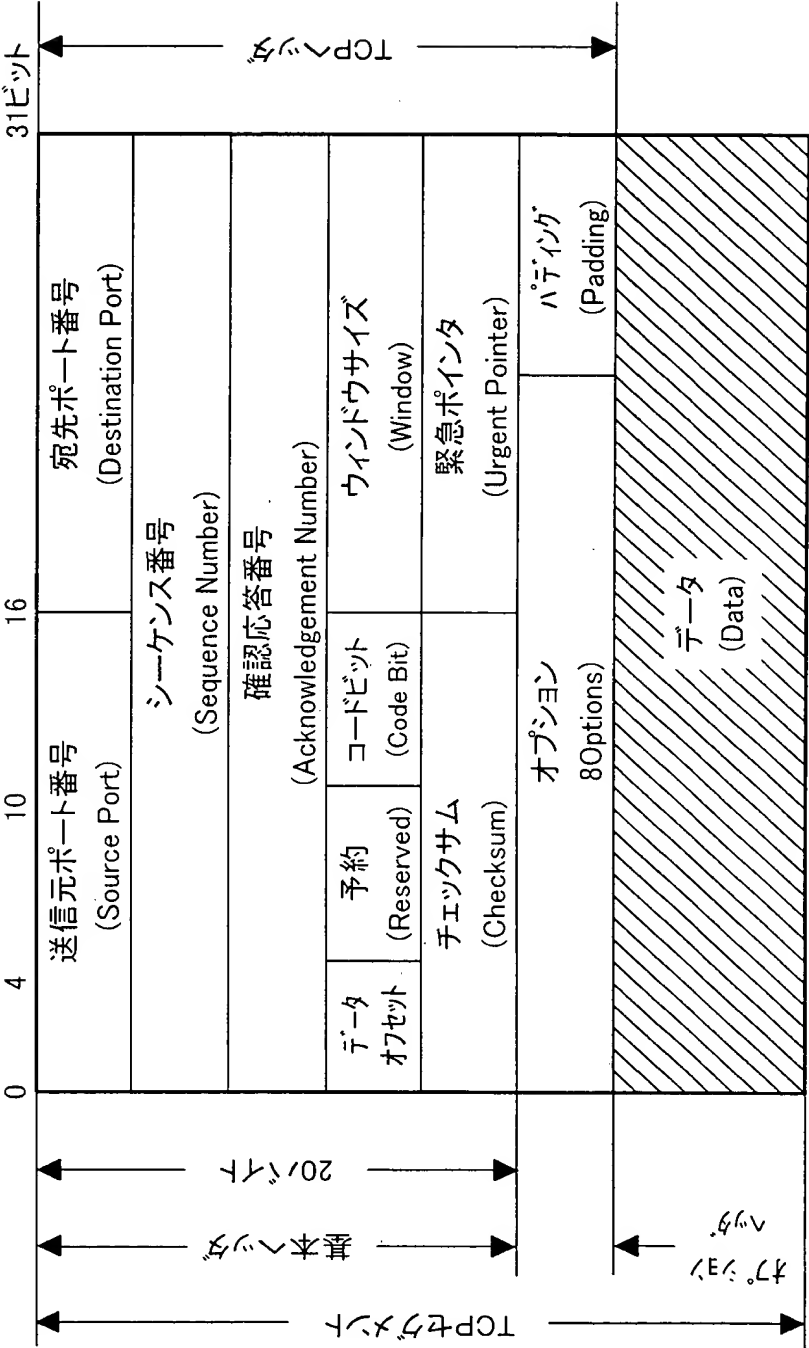 0
4
10
16
31ビット
送信元ポート番号
(Source Port)
宛先ポート番号
(Destination Port)
シーケンス番号
(Sequence Number)
確認応答番号
(Acknowledgement Number)
データ
オフセット
予約
(Reserved)
コードビット
(Code Bit)
ウィンドウサイズ
(Window)
チェックサム
(Checksum)
緊急ポインタ
(Urgent Pointer)
オプション
8Options)
パディング
(Padding)
データ
(Data)
TCPヘッダ
20バイト
基本ヘッダ
オプション
ヘッダ
TCPセグメント